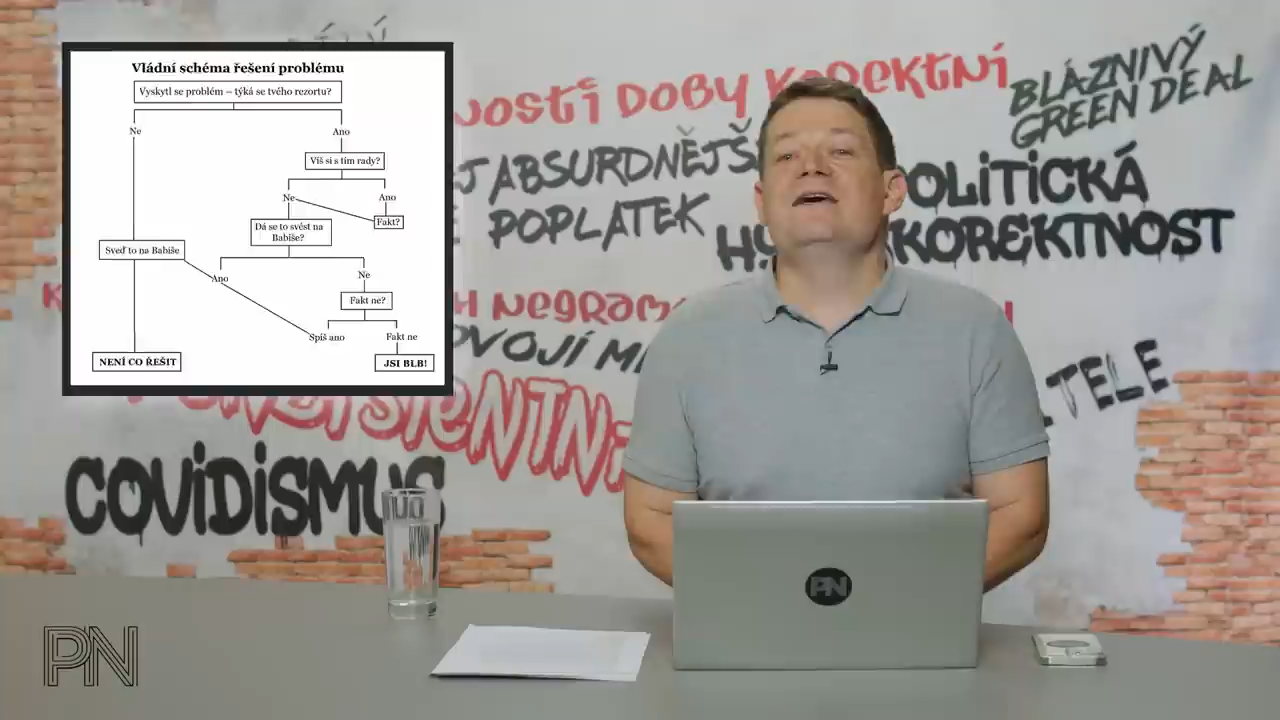 Vládní schéma řešení problému
Vyskytl se problém – týká se tvého rezortu?
Ne
Ano
Víš si s tím rady?
Ne
Ano
Fakt?
Dá se to svést na
Babiše?
Sveď to na Babiše
Ano
Ne
Fakt ne?
Spíš ano
Fakt ne
NENÍ CO ŘEŠIT
JSI BLB!
DOBY KOREKTNÍ
BLÁZNIVÝ
GREEN DEAL
POPLATEK
POLITICKÁ
KOREKTNOST
COVIDISMUS
PN
PN